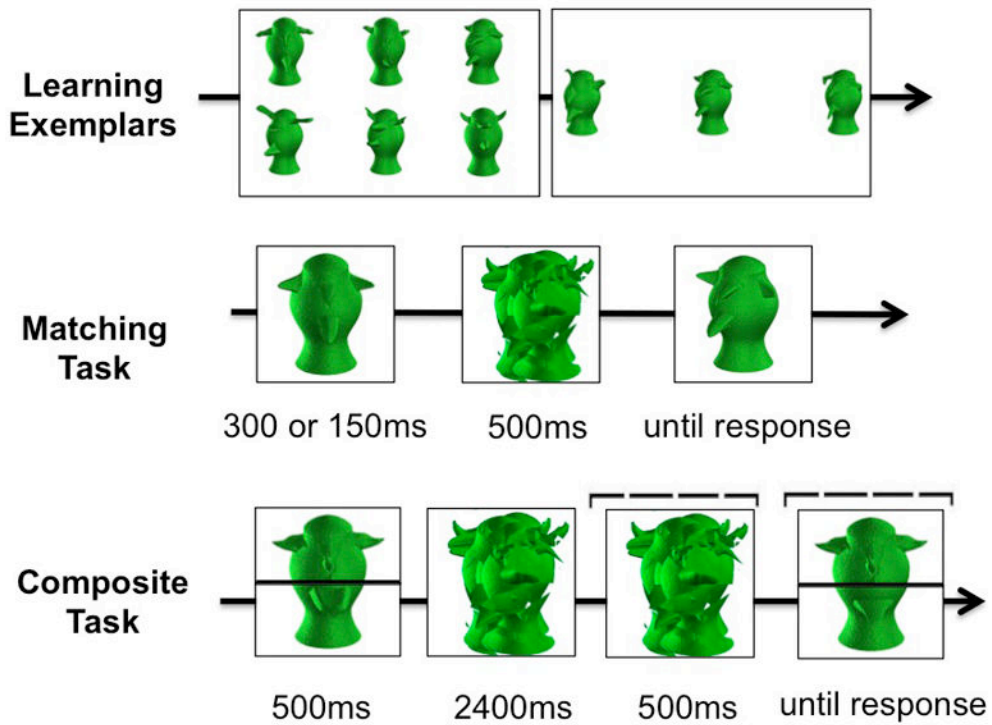 Learning
Exemplars
Matching
Task
300 or 150ms
500ms
until response
Composite
Task
500ms
2400ms
500ms
until response